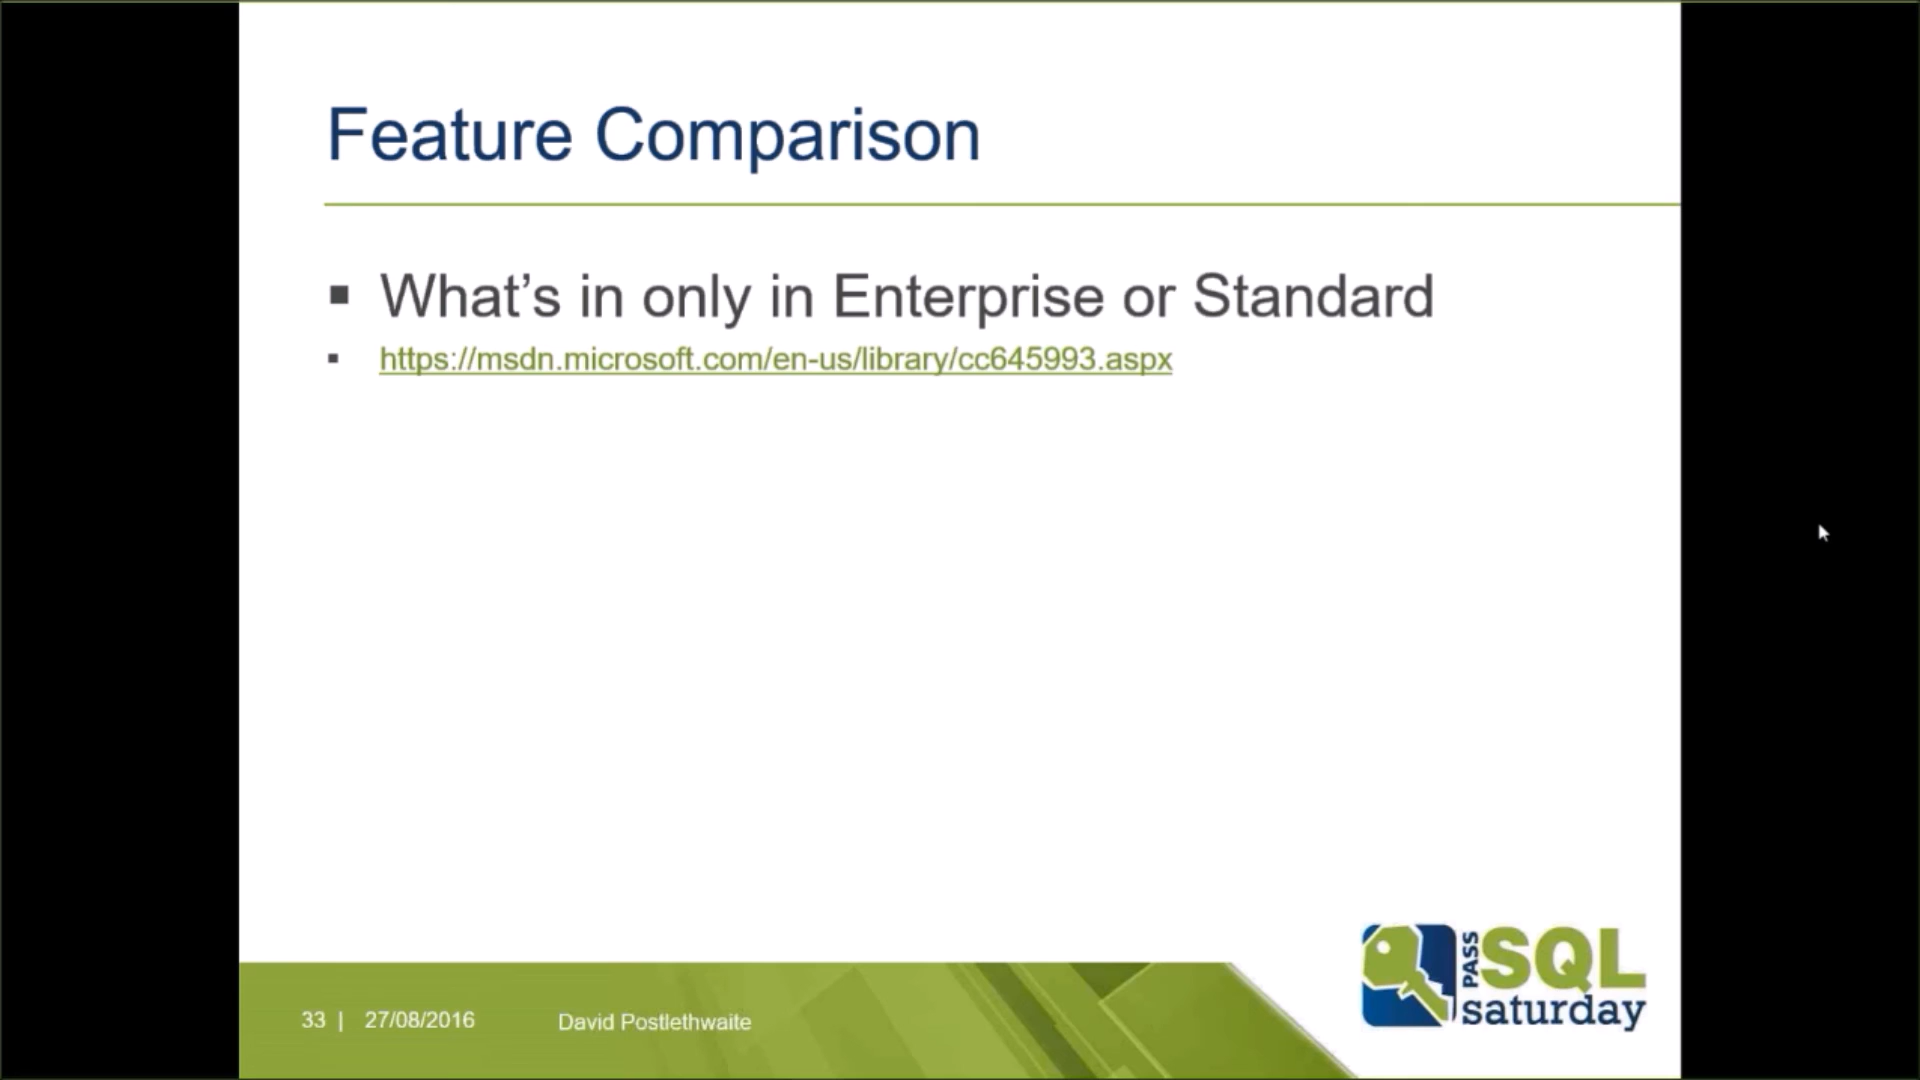 Feature Comparison
▪ What's in only in Enterprise or Standard
▪ https://msdn.microsoft.com/en-us/library/cc645993.aspx
33 | 27/08/2016 David Postlethwaite
PASS
SQL
saturday